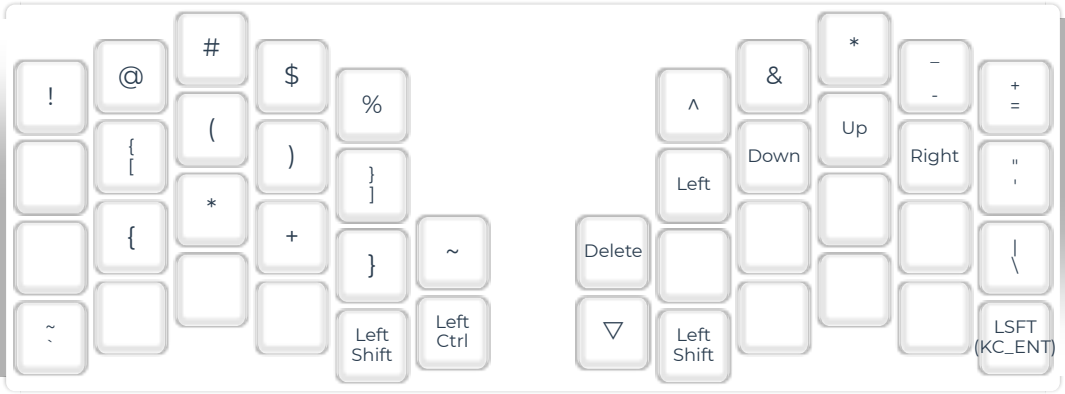 ! @ # $ % ^ & * _ +
- =
{ ( ) } Left Down Up Right "
[ ] '
{ * + } ~ Delete |
\
~ Left Left ▽ Left LSFT
` Shift Ctrl Shift (KC_ENT)